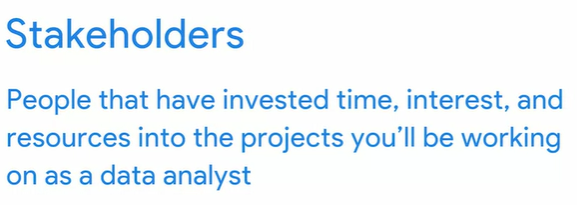 Stakeholders
People that have invested time, interest, and
resources into the projects you’ll be working
on as a data analyst